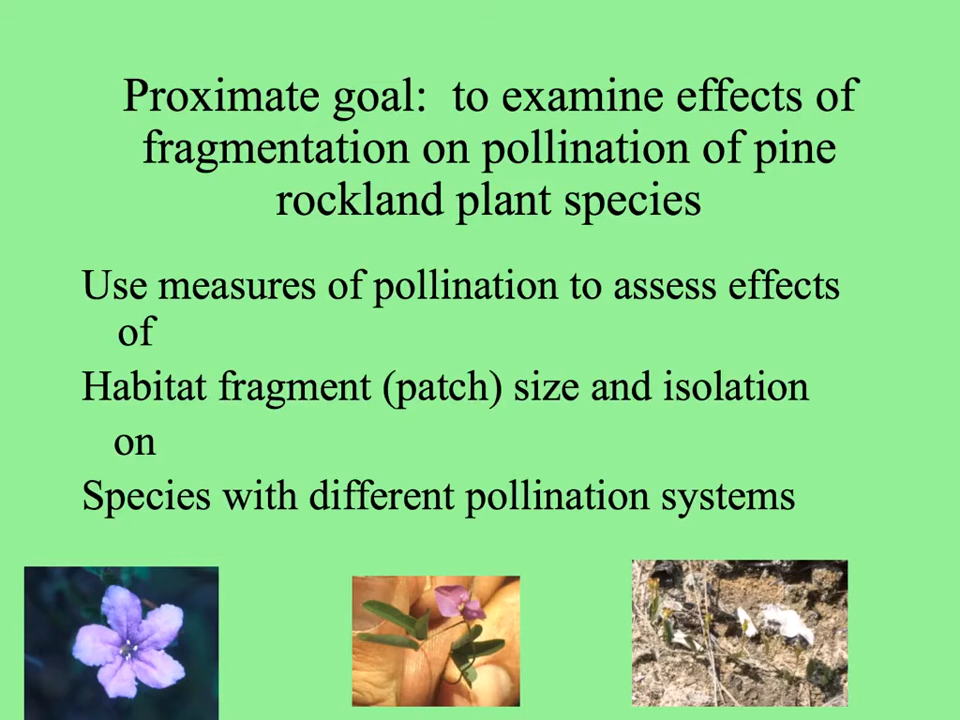 Proximate goal:  to examine effects of
fragmentation on pollination of pine
rockland plant species
Use measures of pollination to assess effects
of
Habitat fragment (patch) size and isolation
on
Species with different pollination systems